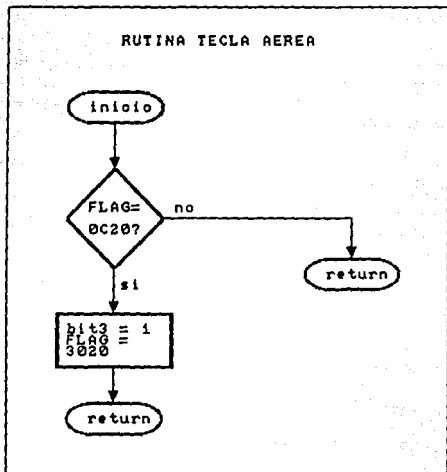 RUTINA TECLA AEREA
inicio
FLAG=
0C20?
no
return
si
bit3 = 1
FLAG =
3020
return